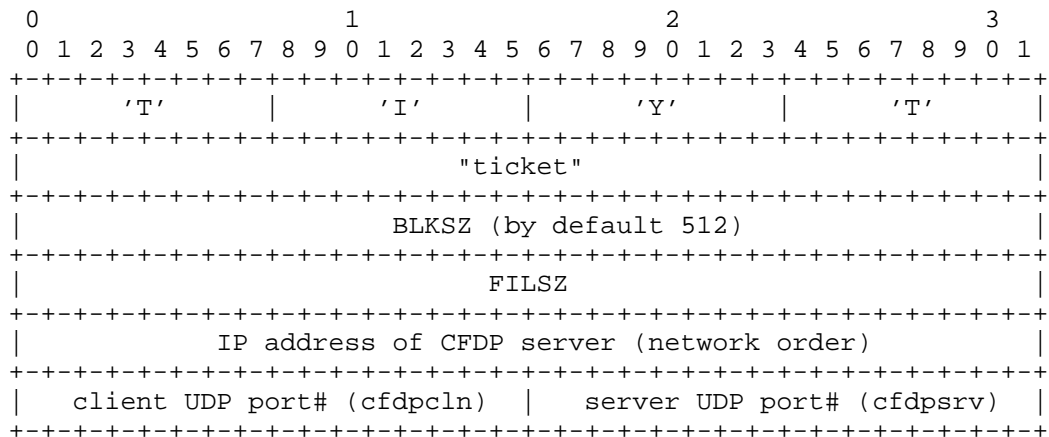 0                   1                   2                   3
 0 1 2 3 4 5 6 7 8 9 0 1 2 3 4 5 6 7 8 9 0 1 2 3 4 5 6 7 8 9 0 1
+-+-+-+-+-+-+-+-+-+-+-+-+-+-+-+-+-+-+-+-+-+-+-+-+-+-+-+-+-+-+-+-+
|      ’T’      |      ’I’      |      ’Y’      |      ’T’      |
+-+-+-+-+-+-+-+-+-+-+-+-+-+-+-+-+-+-+-+-+-+-+-+-+-+-+-+-+-+-+-+-+
|                           "ticket"                            |
+-+-+-+-+-+-+-+-+-+-+-+-+-+-+-+-+-+-+-+-+-+-+-+-+-+-+-+-+-+-+-+-+
|                       BLKSZ (by default 512)                  |
+-+-+-+-+-+-+-+-+-+-+-+-+-+-+-+-+-+-+-+-+-+-+-+-+-+-+-+-+-+-+-+-+
|                             FILSZ                             |
+-+-+-+-+-+-+-+-+-+-+-+-+-+-+-+-+-+-+-+-+-+-+-+-+-+-+-+-+-+-+-+-+
|            IP address of CFDP server (network order)          |
+-+-+-+-+-+-+-+-+-+-+-+-+-+-+-+-+-+-+-+-+-+-+-+-+-+-+-+-+-+-+-+-+
|   client UDP port# (cfdpcln)  |   server UDP port# (cfdpsrv)  |
+-+-+-+-+-+-+-+-+-+-+-+-+-+-+-+-+-+-+-+-+-+-+-+-+-+-+-+-+-+-+-+-+